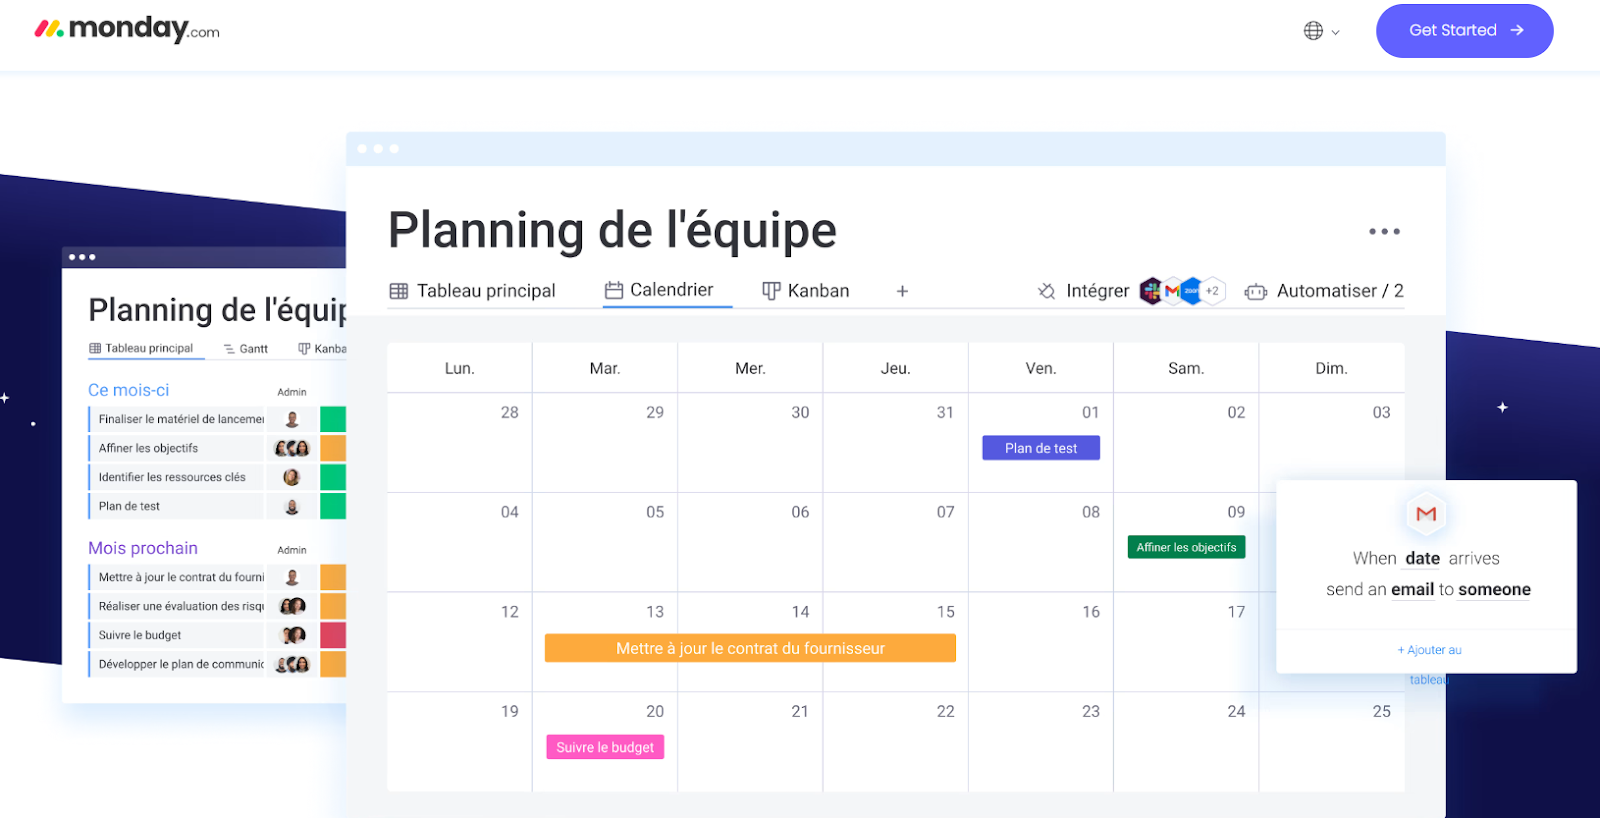 monday.com
Get Started
Planning de l'équipe
Tableau principal
Calendrier
Kanban
+
Intégrer
zoom
+2
Automatiser / 2
Lun. Mar. Mer. Jeu. Ven. Sam. Dim.
28 29 30 31 01 02 03
Plan de test
04 05 06 07 08 09
Affiner les objectifs
12 13 14 15 16 17
Mettre à jour le contrat du fournisseur
19 20 21 22 23 24 25
Suivre le budget
Planning de l'équip
Tableau principal
Gantt
Kanba
Ce mois-ci
Admin
Finaliser le matériel de lancemer
Affiner les objectifs
Identifier les ressources clés
Plan de test
Mois prochain
Admin
Mettre à jour le contrat du fourni
Réaliser une évaluation des risqu
Suivre le budget
Développer le plan de communic
When date arrives
send an email to someone
+ Ajouter au
tableau